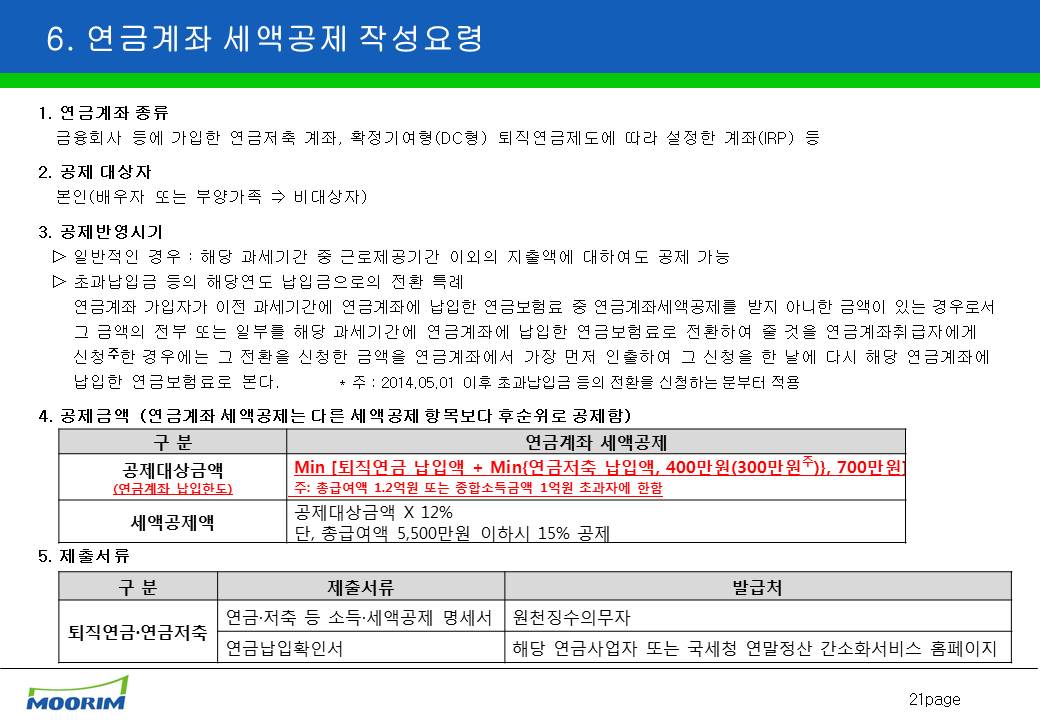 6. 연금계좌 세액공제 작성요령
1. 연금계좌 종류
금융회사 등에 가입한 연금저축 계좌, 확정기여형(DC형) 퇴직연금제도에 따라 설정한 계좌(IRP) 등
2. 공제 대상자
본인(배우자 또는 부양가족 ⇒ 비대상자)
3. 공제반영시기
▷ 일반적인 경우 : 해당 과세기간 중 근로제공기간 이외의 지출액에 대하여도 공제 가능
▷ 초과납입금 등의 해당연도 납입금으로의 전환 특례
연금계좌 가입자가 이전 과세기간에 연금계좌에 납입한 연금보험료 중 연금계좌세액공제를 받지 아니한 금액이 있는 경우로서
그 금액의 전부 또는 일부를 해당 과세기간에 연금계좌에 납입한 연금보험료로 전환하여 줄 것을 연금계좌취급자에게
신청주한 경우에는 그 전환을 신청한 금액을 연금계좌에서 가장 먼저 인출하여 그 신청을 한 날에 다시 해당 연금계좌에
납입한 연금보험료로 본다. * 주 : 2014.05.01 이후 초과납입금 등의 전환을 신청하는 분부터 적용
4. 공제금액 (연금계좌 세액공제는 다른 세액공제 항목보다 후순위로 공제함)
구 분 연금계좌 세액공제
공제대상금액
(연금계좌 납입한도)
Min [퇴직연금 납입액 + Min{연금저축 납입액, 400만원(300만원주)}, 700만원]
주: 총급여액 1.2억원 또는 종합소득금액 1억원 초과자에 한함
세액공제액
공제대상금액 X 12%
단, 총급여액 5,500만원 이하시 15% 공제
5. 제출서류
구 분 제출서류 발급처
퇴직연금·연금저축
연금·저축 등 소득·세액공제 명세서 원천징수의무자
연금납입확인서 해당 연금사업자 또는 국세청 연말정산 간소화서비스 홈페이지
MOORIM
21page